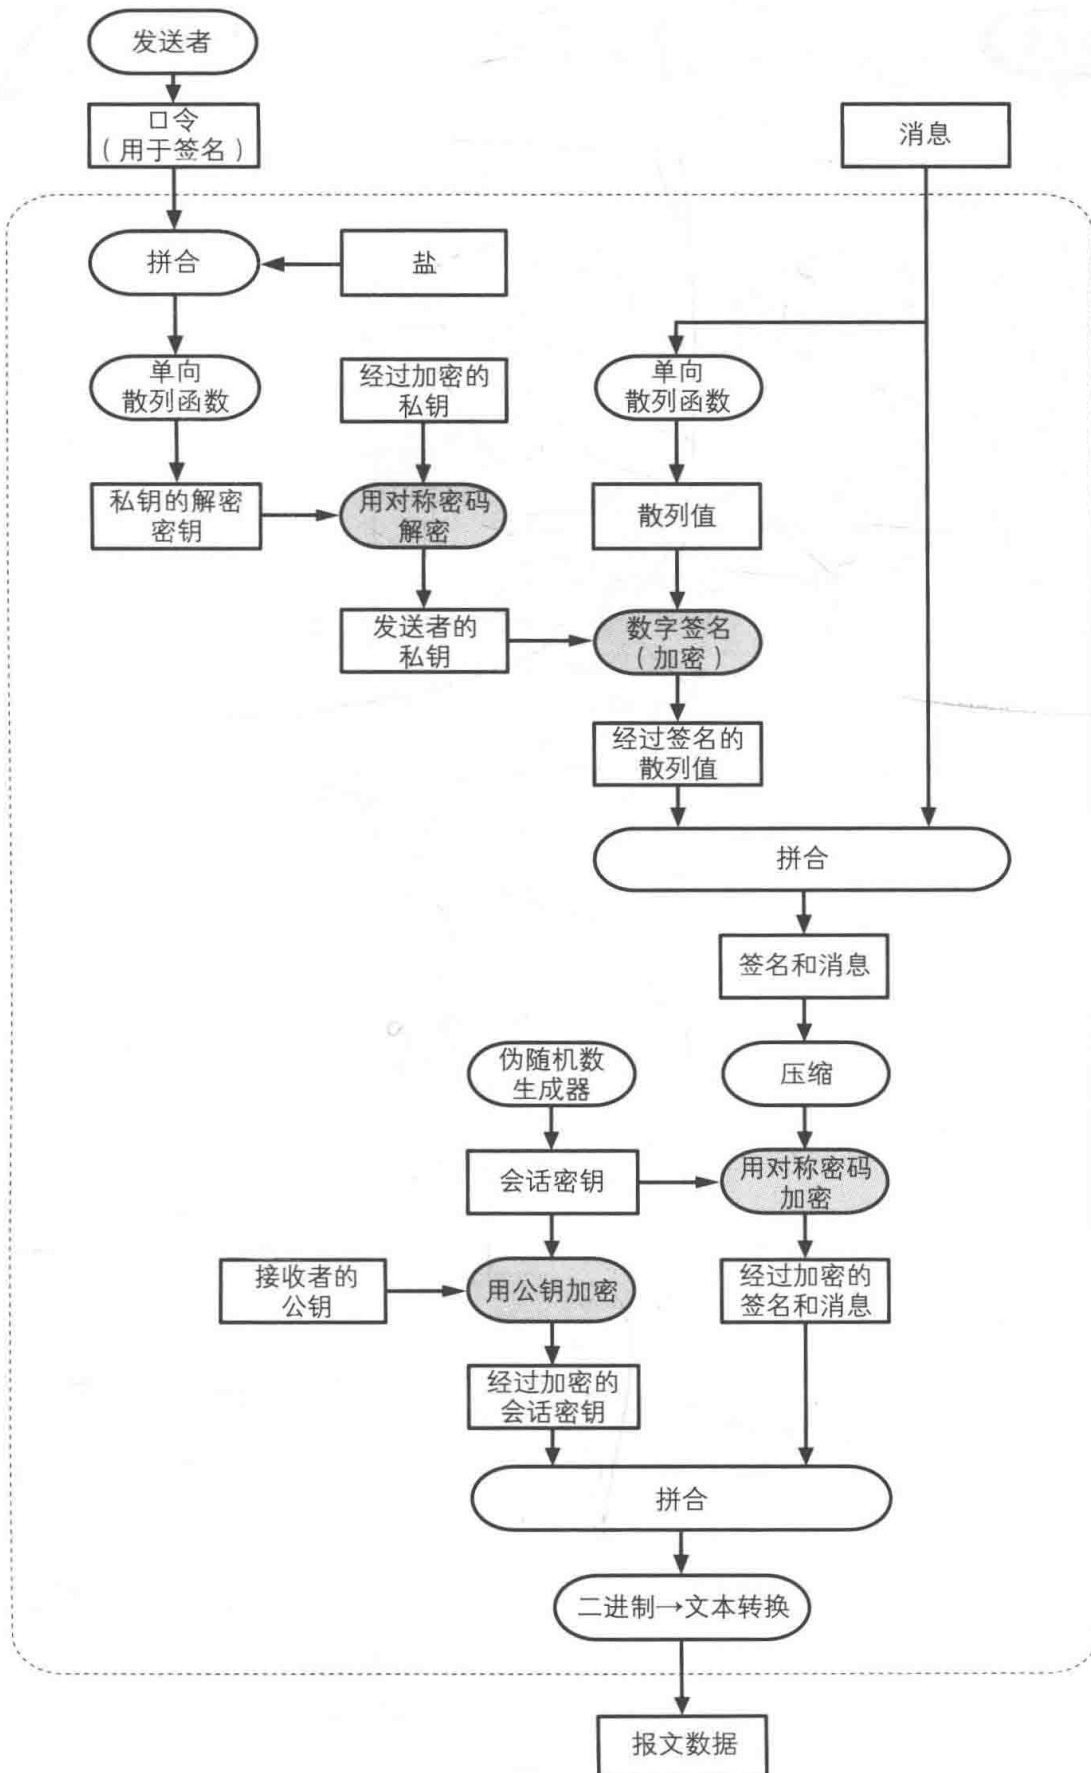 发送者
口令
（用于签名）
消息
拼合
盐
单向
散列函数
经过加密的
私钥
单向
散列函数
私钥的解密
密钥
用对称密码
解密
散列值
发送者的
私钥
数字签名
（加密）
经过签名的
散列值
拼合
签名和消息
伪随机数
生成器
压缩
会话密钥
用对称密码
加密
接收者的
公钥
用公钥加密
经过加密的
签名和消息
经过加密的
会话密钥
拼合
二进制→文本转换
报文数据